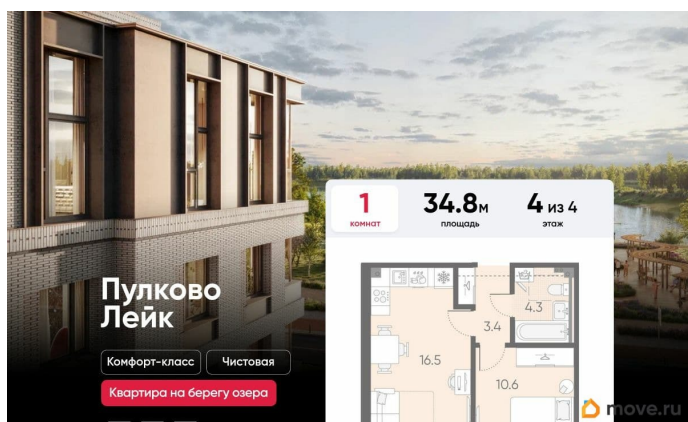 1
комнат
34.8м
площадь
4 из 4
этаж
Пулково
Лейк
Комфорт-класс
Чистовая
Квартира на берегу озера
4.3
3.4
16.5
10.6
move.ru